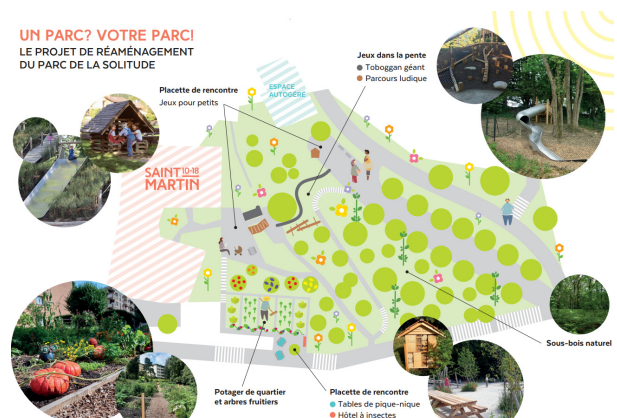 UN PARC? VOTRE PARC!
LE PROJET DE RÉAMÉNAGEMENT
DU PARC DE LA SOLITUDE
Jeux dans la pente
Toboggan géant
Parcours ludique
Placette de rencontre
Jeux pour petits
ESPACE
AUTOGÉRÉ
SAINT 10-18
MARTIN
Sous-bois naturel
Potager de quartier
et arbres fruitiers
Placette de rencontre
Tables de pique-nique
Hôtel à insectes